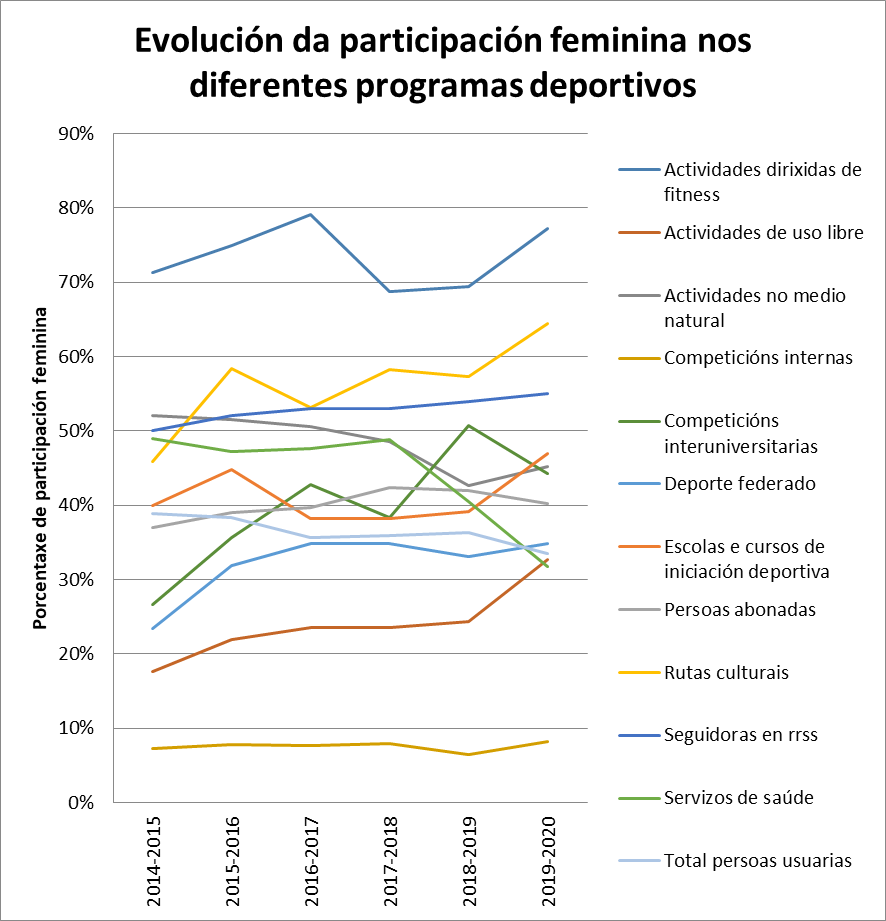 Evolución da participación feminina nos
diferentes programas deportivos
Porcentaxe de participación feminina
90%
80%
70%
60%
50%
40%
30%
20%
10%
0%
2014-2015
2015-2016
2016-2017
2017-2018
2018-2019
2019-2020
Actividades dirixidas de
fitness
Actividades de uso libre
Actividades no medio
natural
Competicións internas
Competicións
interuniversitarias
Deporte federado
Escolas e cursos de
iniciación deportiva
Persoas abonadas
Rutas culturais
Seguidoras en rrss
Servizos de saúde
Total persoas usuarias